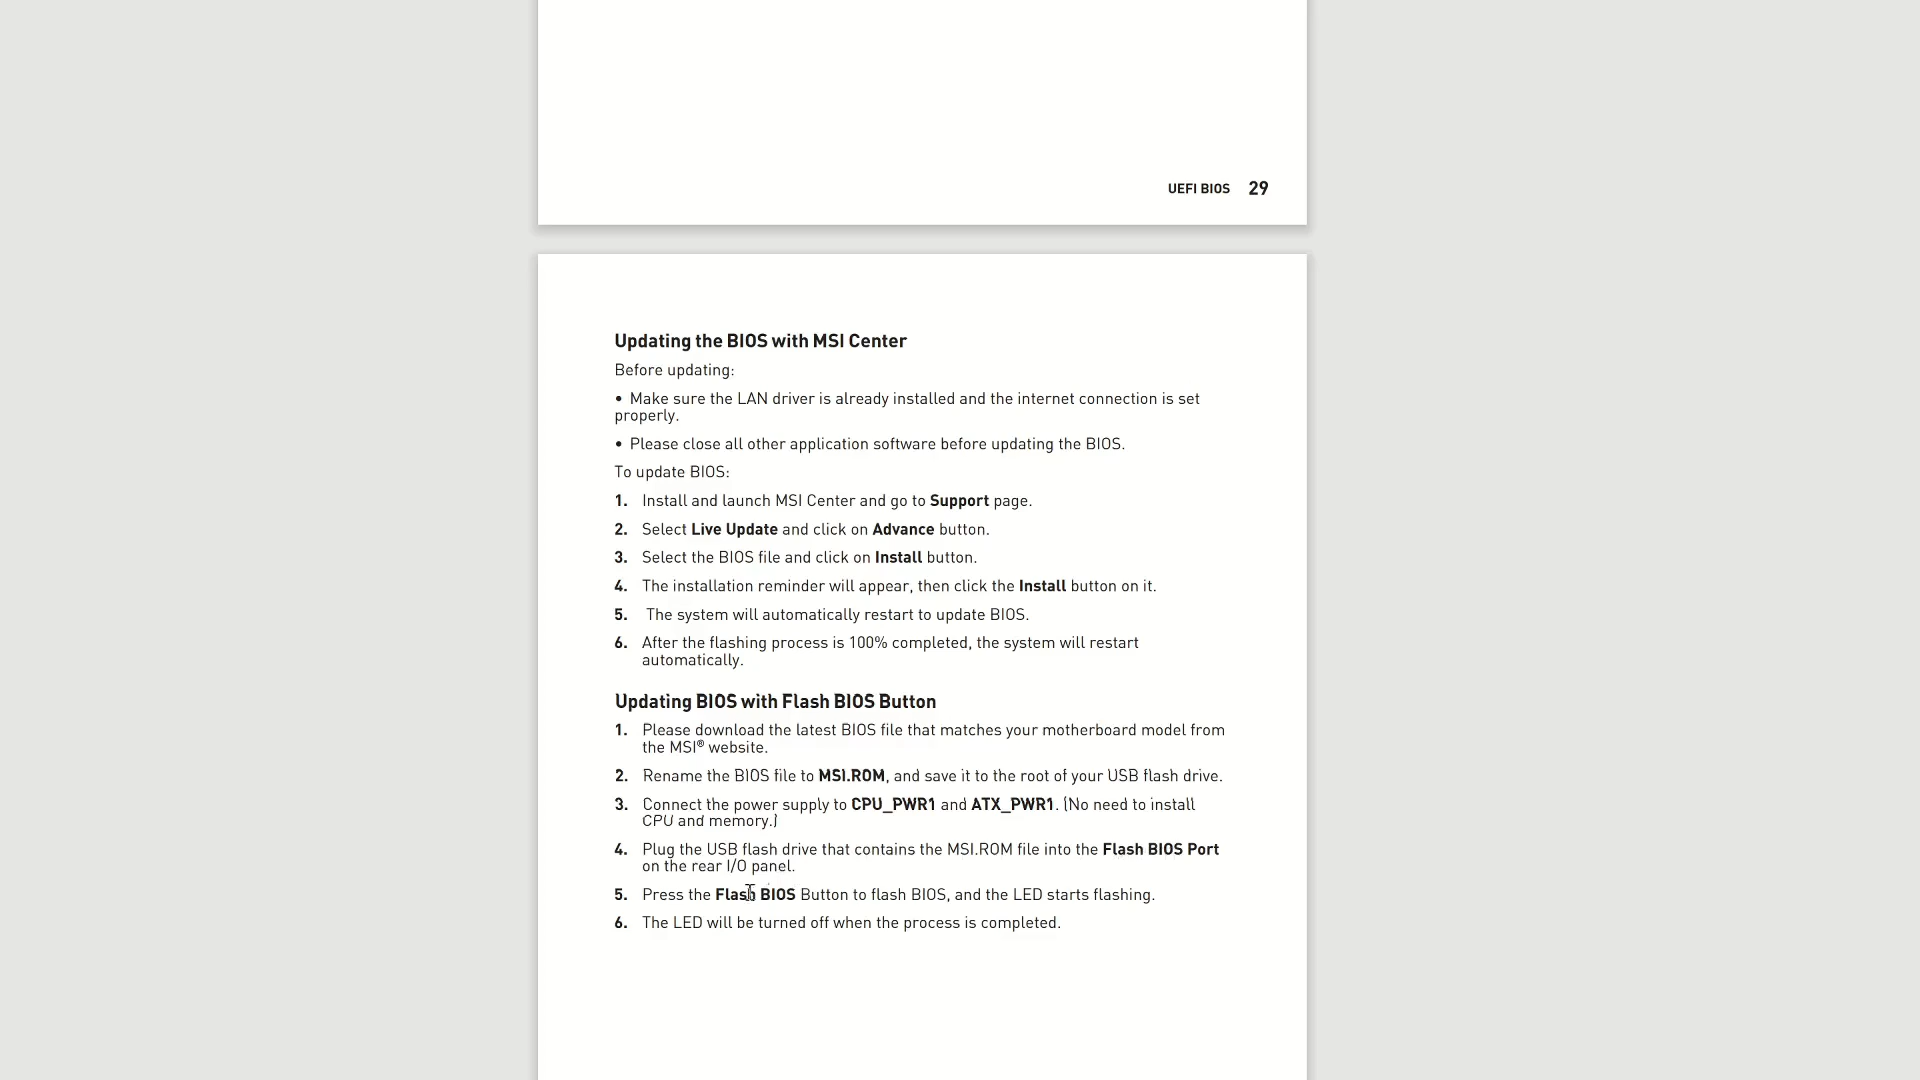 UEFI BIOS 29
Updating the BIOS with MSI Center
Before updating:
• Make sure the LAN driver is already installed and the internet connection is set
properly.
• Please close all other application software before updating the BIOS.
To update BIOS:
1. Install and launch MSI Center and go to Support page.
2. Select Live Update and click on Advance button.
3. Select the BIOS file and click on Install button.
4. The installation reminder will appear, then click the Install button on it.
5. The system will automatically restart to update BIOS.
6. After the flashing process is 100% completed, the system will restart
automatically.
Updating BIOS with Flash BIOS Button
1. Please download the latest BIOS file that matches your motherboard model from
the MSI® website.
2. Rename the BIOS file to MSI.ROM, and save it to the root of your USB flash drive.
3. Connect the power supply to CPU_PWR1 and ATX_PWR1. (No need to install
CPU and memory.)
4. Plug the USB flash drive that contains the MSI.ROM file into the Flash BIOS Port
on the rear I/O panel.
5. Press the Flash BIOS Button to flash BIOS, and the LED starts flashing.
6. The LED will be turned off when the process is completed.